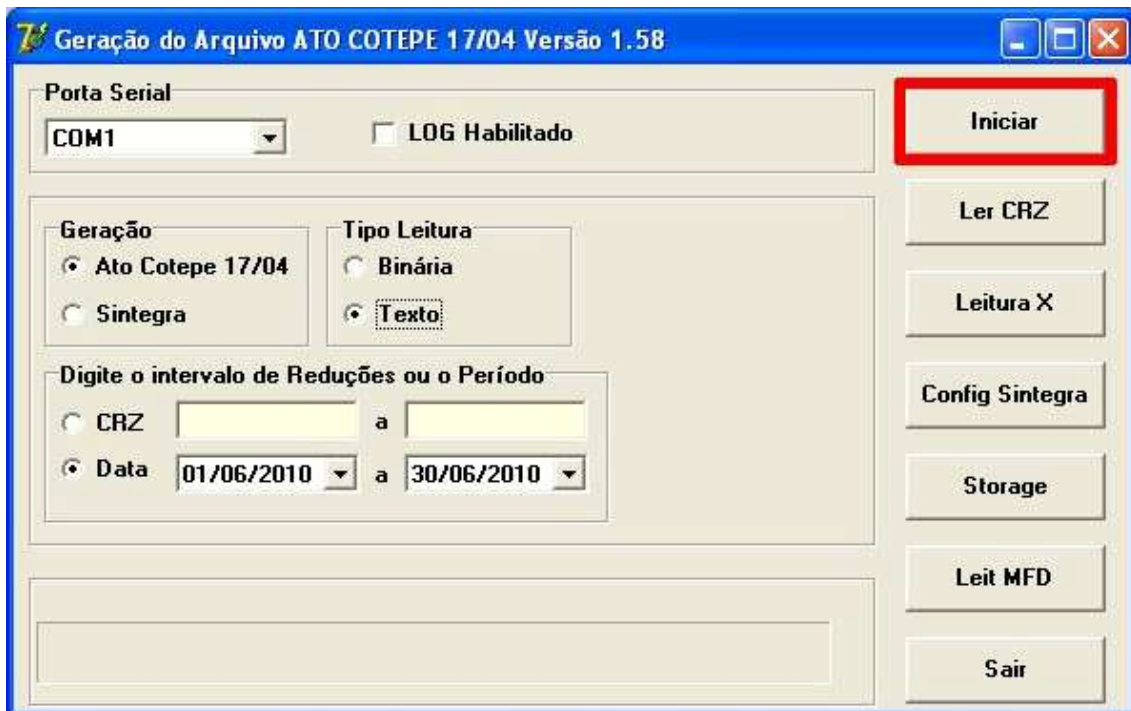 Geração do Arquivo ATO COTEPE 17/04 Versão 1.58
Porta Serial
COM1
LOG Habilitado
Iniciar
Ler CRZ
Geração
Ato Cotepe 17/04
Sintegra
Tipo Leitura
Binária
Texto
Leitura X
Digite o intervalo de Reduções ou o Período
CRZ a
Data 01/06/2010 a 30/06/2010
Config Sintegra
Storage
Leit MFD
Sair